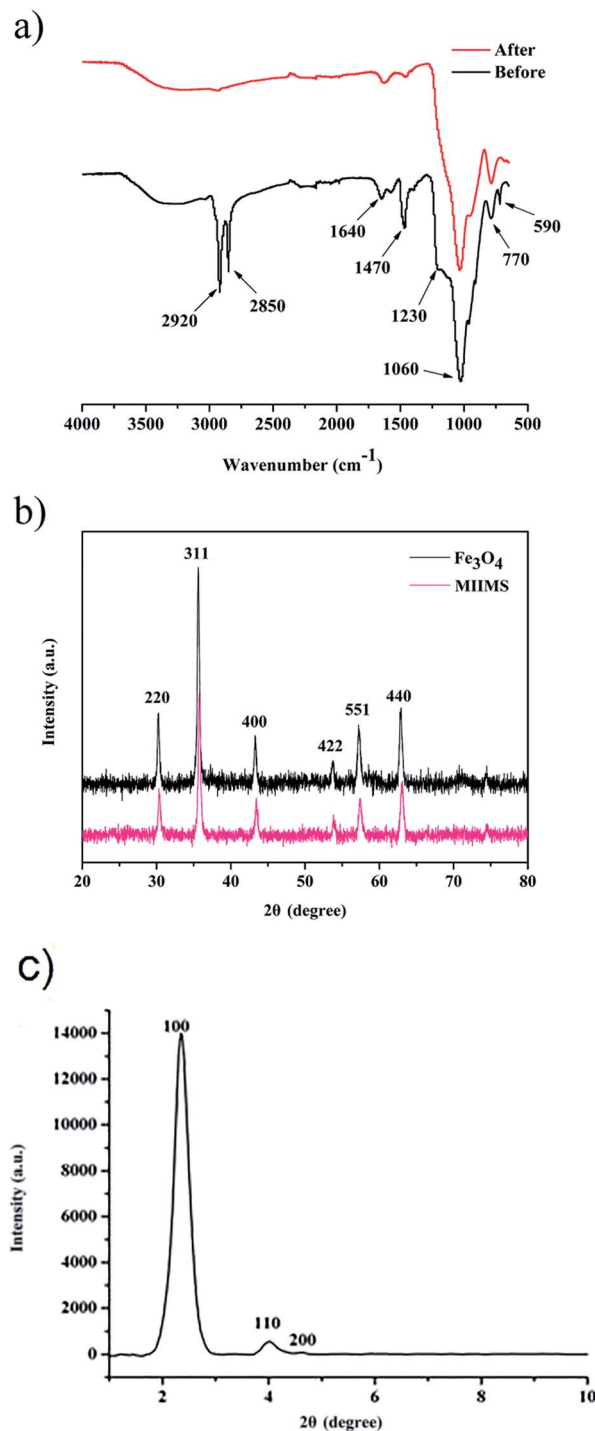 a)
After
Before
2920
2850
1640
1470
1230
1060
770
590
4000 3500 3000 2500 2000 1500 1000 500
Wavenumber (cm-1)
b)
Intensity (a.u.)
Fe3O4
MIIMS
220
311
400
422
551
440
20 30 40 50 60 70 80
2θ (degree)
c)
Intensity (a.u.)
14000
12000
10000
8000
6000
4000
2000
0
100
110
200
2 4 6 8 10
2θ (degree)